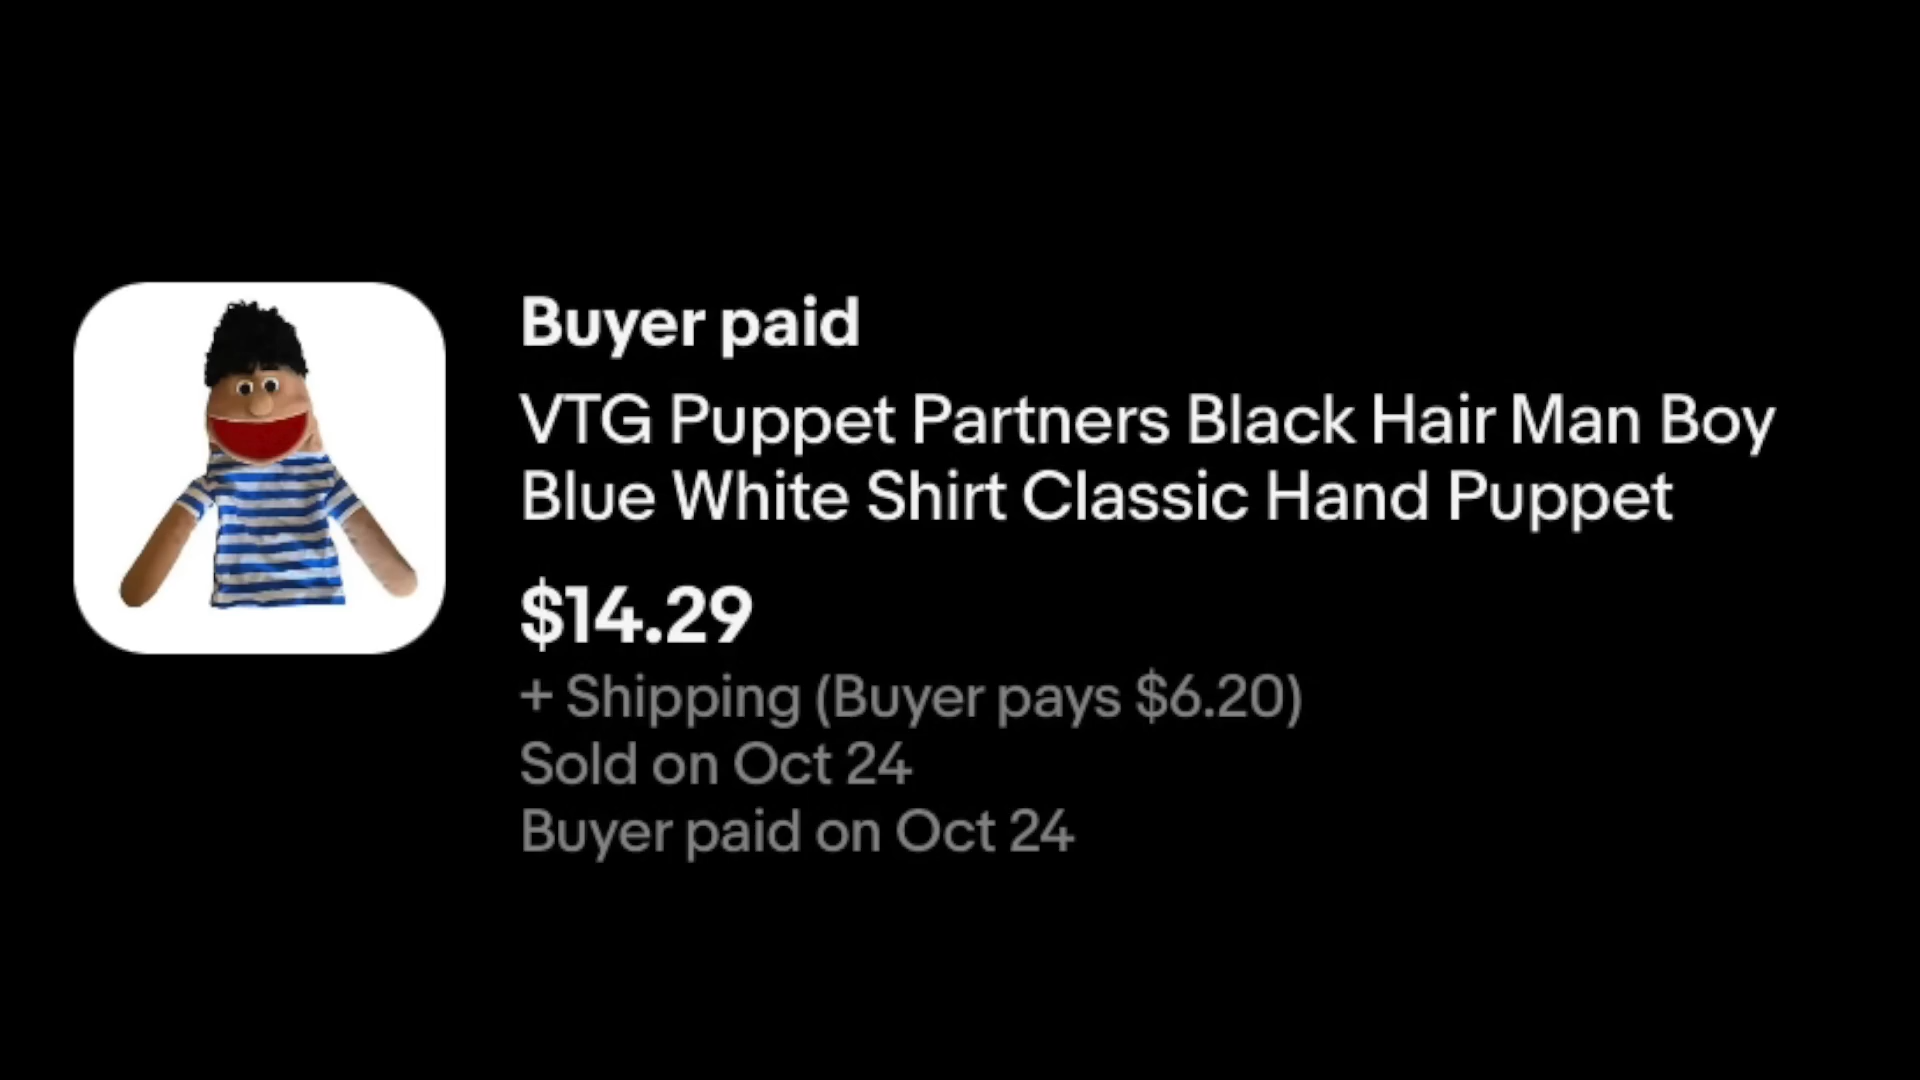 Buyer paid
VTG Puppet Partners Black Hair Man Boy
Blue White Shirt Classic Hand Puppet
$14.29
+ Shipping (Buyer pays $6.20)
Sold on Oct 24
Buyer paid on Oct 24